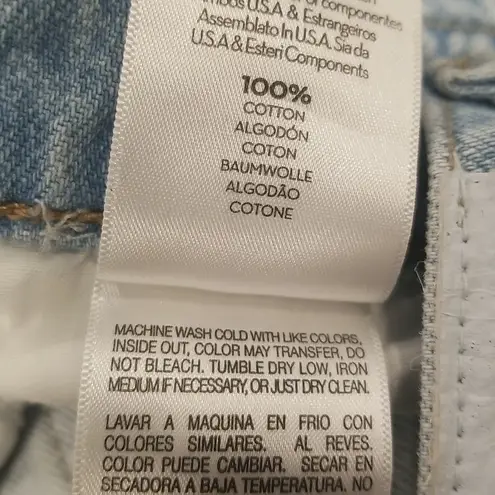 of components
U.S.A & Estrangeiros
Assemblato In U.S.A. Sia da
U.S.A & Esteri Components
100%
COTTON
ALGODÓN
COTON
BAUMWOLLE
ALGODÃO
COTONE
MACHINE WASH COLD WITH LIKE COLORS,
INSIDE OUT, COLOR MAY TRANSFER, DO
NOT BLEACH. TUMBLE DRY LOW, IRON
MEDIUM IF NECESSARY, OR JUST DRY CLEAN.
LAVAR A MAQUINA EN FRIO CON
COLORES SIMILARES. AL REVES.
COLOR PUEDE CAMBIAR. SECAR EN
SECADORA A BAJA TEMPERATURA. NO